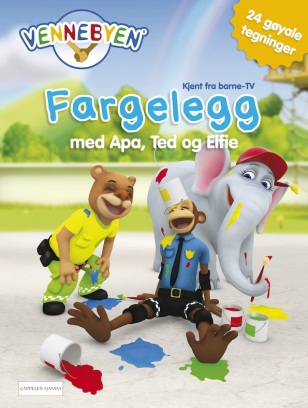 VENNEBYEN
24 gøyale
tegninger
Kjent fra barne-TV
Fargelegg
med Apa, Ted og Elfie
CAPPELEN DAMM